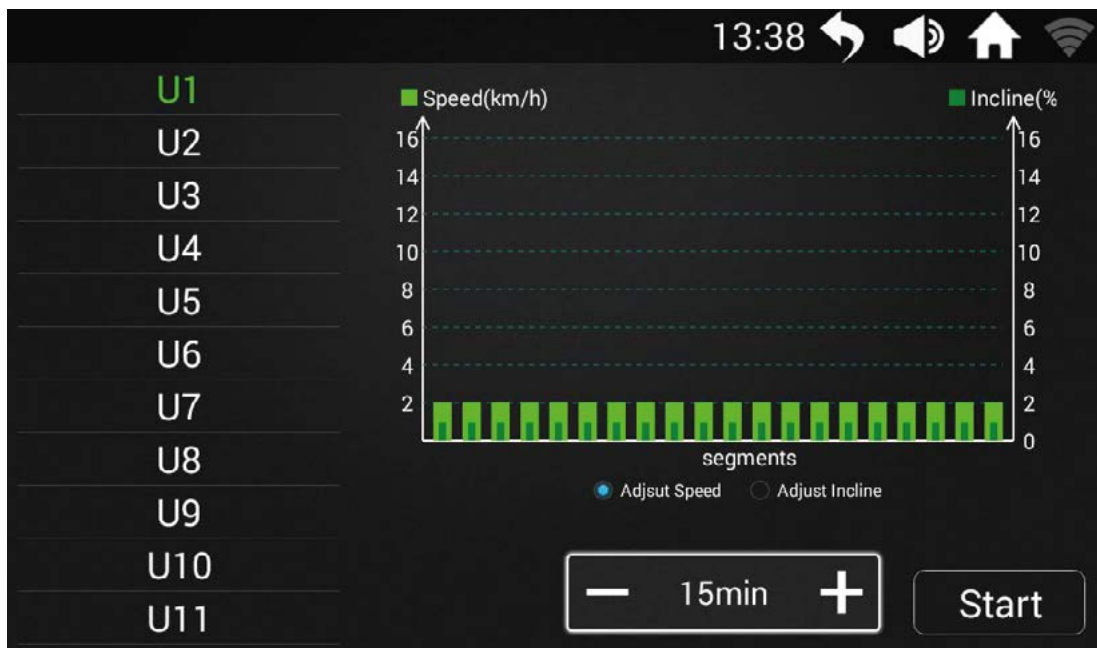 13:38
U1
U2
U3
U4
U5
U6
U7
U8
U9
U10
U11
Speed(km/h)
Incline(%
16
14
12
10
8
6
4
2
16
14
12
10
8
6
4
2
0
segments
Adjsut Speed
Adjust Incline
15min
Start